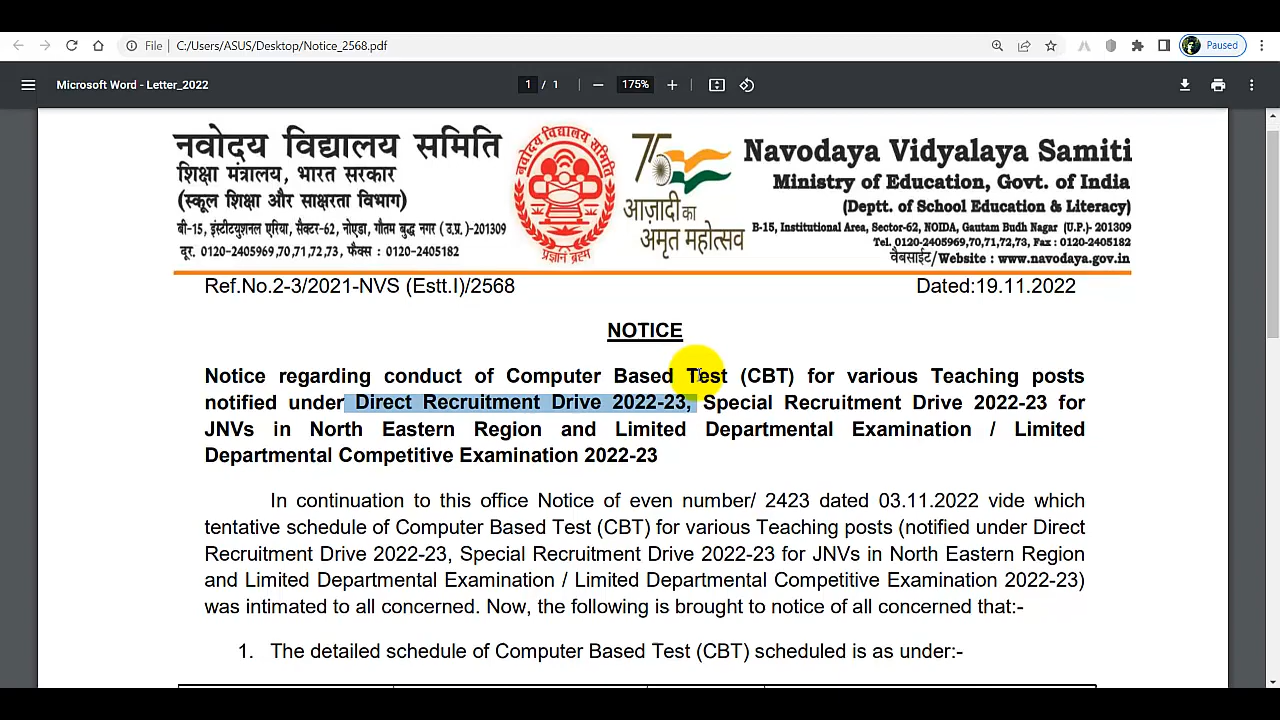 File C:/Users/ASUS/Desktop/Notice_2568.pdf Paused
Microsoft Word - Letter_2022 1 / 1 175%
नवोदय विद्यालय समिति
शिक्षा मंत्रालय, भारत सरकार
(स्कूल शिक्षा और साक्षरता विभाग)
बी-15, इंस्टीटयुशनल एरिया, सैक्टर-62, नोएडा, गौतम बुद्ध नगर (उ.प्र.)-201309
दूर. 0120-2405969,70,71,72,73, फैक्स : 0120-2405182
नवोदय विद्यालय समिति
प्रज्ञानं ब्रह्म
75
आज़ादी का
अमृत महोत्सव
Navodaya Vidyalaya Samiti
Ministry of Education, Govt. of India
(Deptt. of School Education & Literacy)
B-15, Institutional Area, Sector-62, NOIDA, Gautam Budh Nagar (U.P.)- 201309
Tel. 0120-2405969,70,71,72,73, Fax : 0120-2405182
वैबसाईट/Website : www.navodaya.gov.in
Ref.No.2-3/2021-NVS (Estt.I)/2568 Dated:19.11.2022
NOTICE
Notice regarding conduct of Computer Based Test (CBT) for various Teaching posts
notified under Direct Recruitment Drive 2022-23, Special Recruitment Drive 2022-23 for
JNVs in North Eastern Region and Limited Departmental Examination / Limited
Departmental Competitive Examination 2022-23
In continuation to this office Notice of even number/ 2423 dated 03.11.2022 vide which
tentative schedule of Computer Based Test (CBT) for various Teaching posts (notified under Direct
Recruitment Drive 2022-23, Special Recruitment Drive 2022-23 for JNVs in North Eastern Region
and Limited Departmental Examination / Limited Departmental Competitive Examination 2022-23)
was intimated to all concerned. Now, the following is brought to notice of all concerned that:-
1. The detailed schedule of Computer Based Test (CBT) scheduled is as under:-